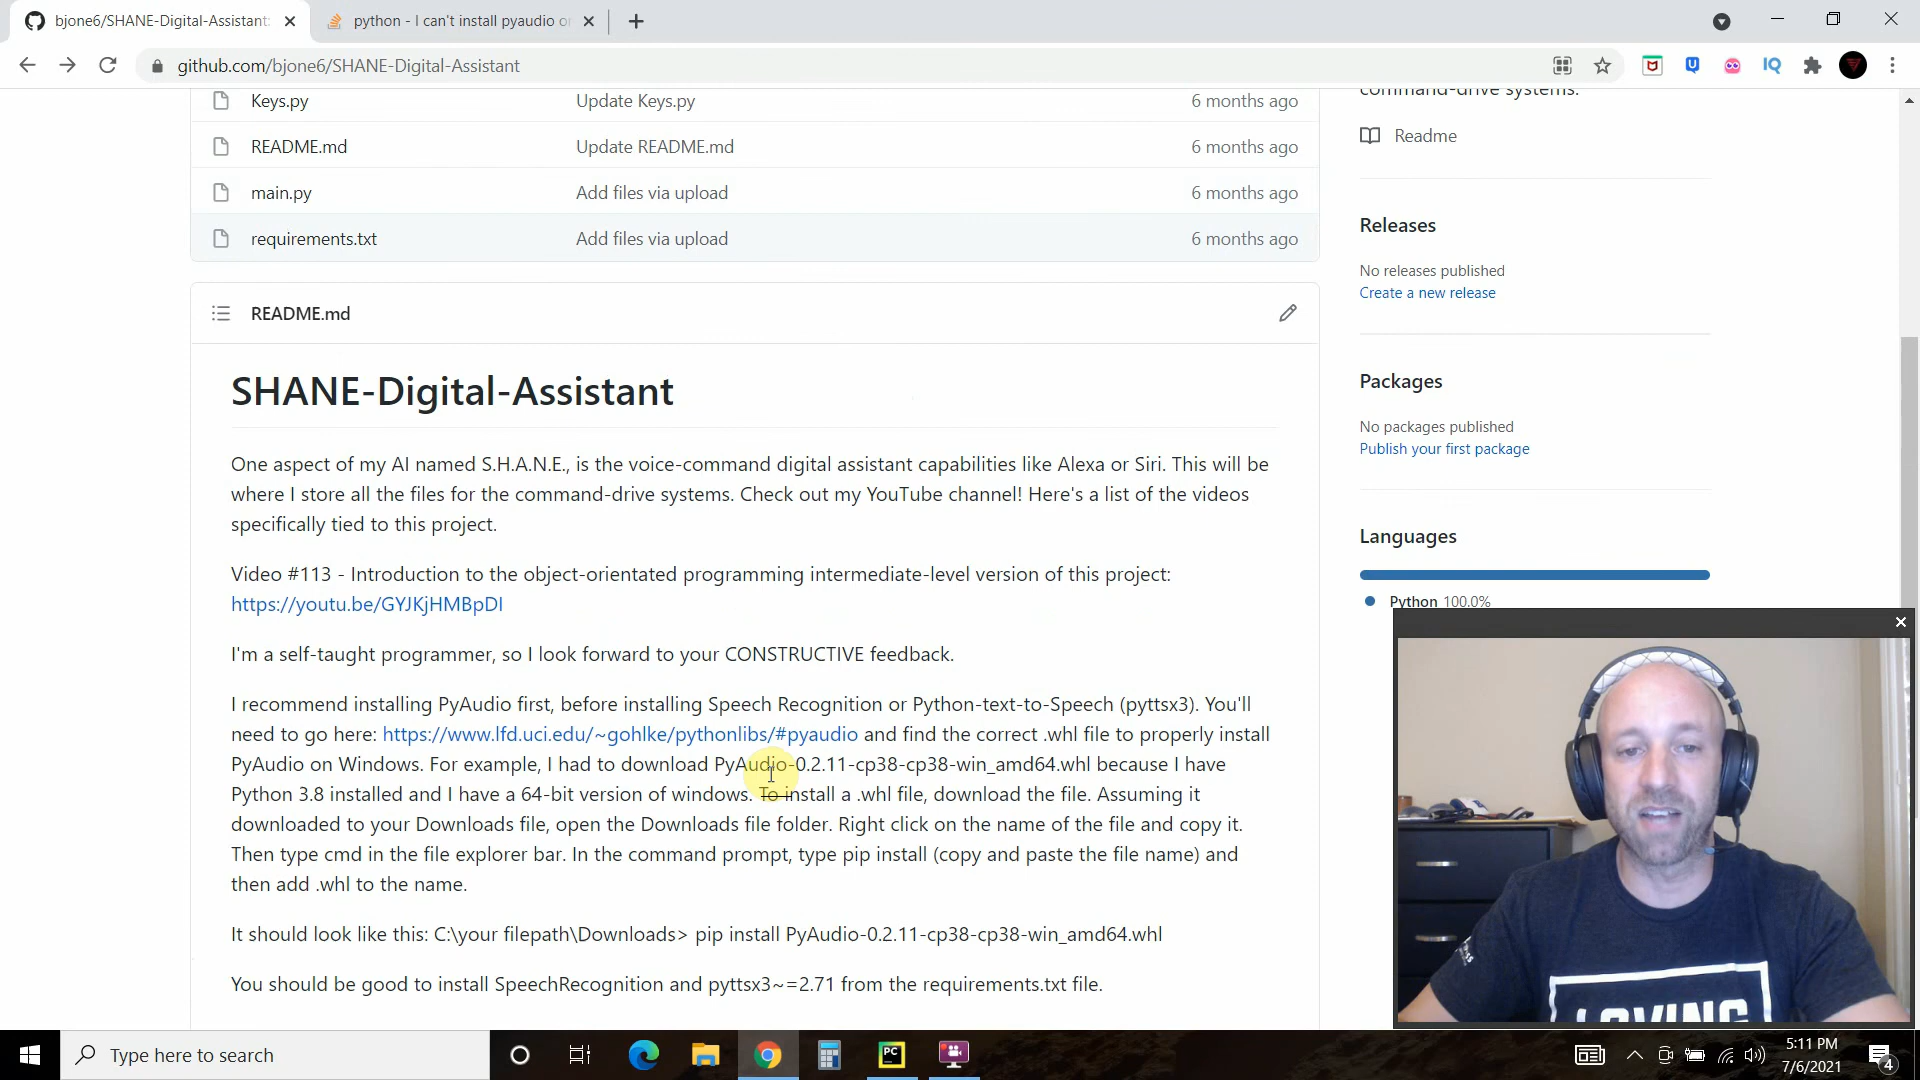 bjone6/SHANE-Digital-Assistant:
python - I can't install pyaudio or
github.com/bjone6/SHANE-Digital-Assistant
command-drive systems.
Keys.py Update Keys.py 6 months ago
README.md Update README.md 6 months ago
main.py Add files via upload 6 months ago
requirements.txt Add files via upload 6 months ago
Readme
Releases
No releases published
Create a new release
Packages
No packages published
Publish your first package
Languages
Python 100.0%
README.md
SHANE-Digital-Assistant
One aspect of my AI named S.H.A.N.E., is the voice-command digital assistant capabilities like Alexa or Siri. This will be
where I store all the files for the command-drive systems. Check out my YouTube channel! Here's a list of the videos
specifically tied to this project.
Video #113 - Introduction to the object-orientated programming intermediate-level version of this project:
https://youtu.be/GYJKjHMBpDI
I'm a self-taught programmer, so I look forward to your CONSTRUCTIVE feedback.
I recommend installing PyAudio first, before installing Speech Recognition or Python-text-to-Speech (pyttsx3). You'll
need to go here: https://www.lfd.uci.edu/~gohlke/pythonlibs/#pyaudio and find the correct .whl file to properly install
PyAudio on Windows. For example, I had to download PyAudio-0.2.11-cp38-cp38-win_amd64.whl because I have
Python 3.8 installed and I have a 64-bit version of windows. To install a .whl file, download the file. Assuming it
downloaded to your Downloads file, open the Downloads file folder. Right click on the name of the file and copy it.
Then type cmd in the file explorer bar. In the command prompt, type pip install (copy and paste the file name) and
then add .whl to the name.
It should look like this: C:\your filepath\Downloads> pip install PyAudio-0.2.11-cp38-cp38-win_amd64.whl
You should be good to install SpeechRecognition and pyttsx3~=2.71 from the requirements.txt file.
LOVING
Type here to search
PC
5:11 PM
7/6/2021
4
IQ